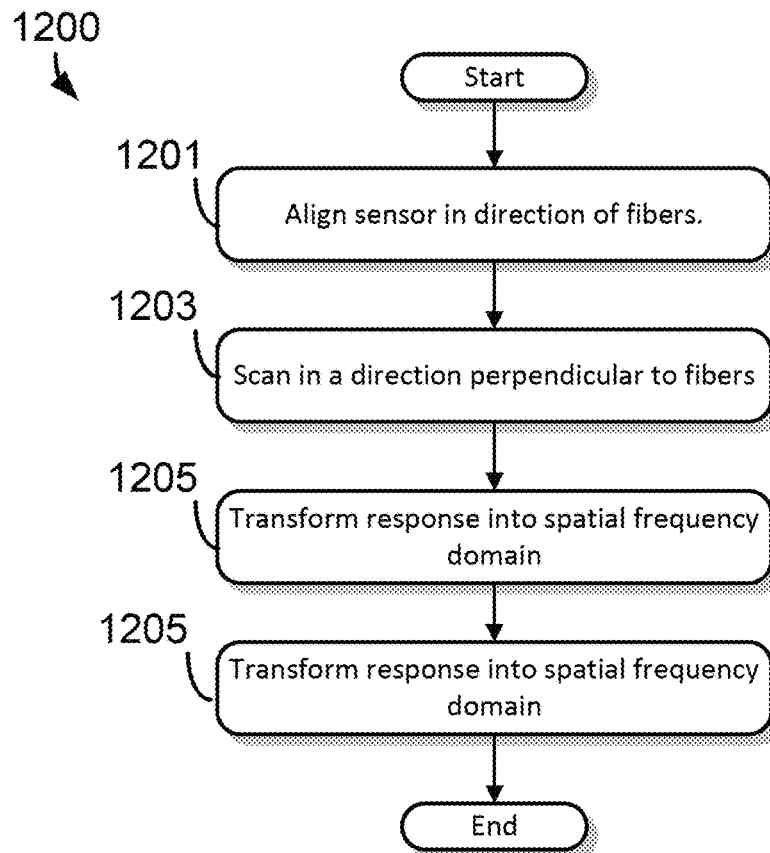 1200
Start
1201
Align sensor in direction of fibers.
1203
Scan in a direction perpendicular to fibers
1205
Transform response into spatial frequency
domain
1205
Transform response into spatial frequency
domain
End